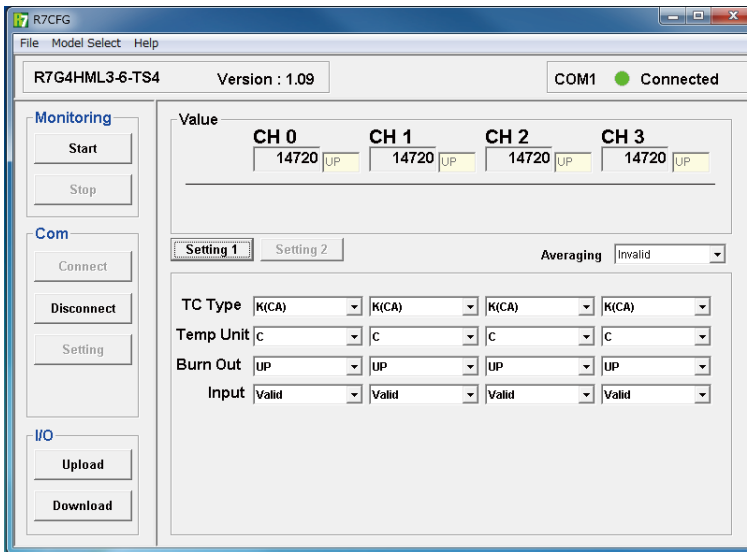 R7 R7CFG
File Model Select Help
R7G4HML3-6-TS4 Version : 1.09 COM1 Connected
Monitoring
Start
Stop
Com
Connect
Disconnect
Setting
I/O
Upload
Download
Value
CH 0 CH 1 CH 2 CH 3
14720 UP 14720 UP 14720 UP 14720 UP
Setting 1 Setting 2 Averaging Invalid
TC Type K(CA) K(CA) K(CA) K(CA)
Temp Unit C C C C
Burn Out UP UP UP UP
Input Valid Valid Valid Valid